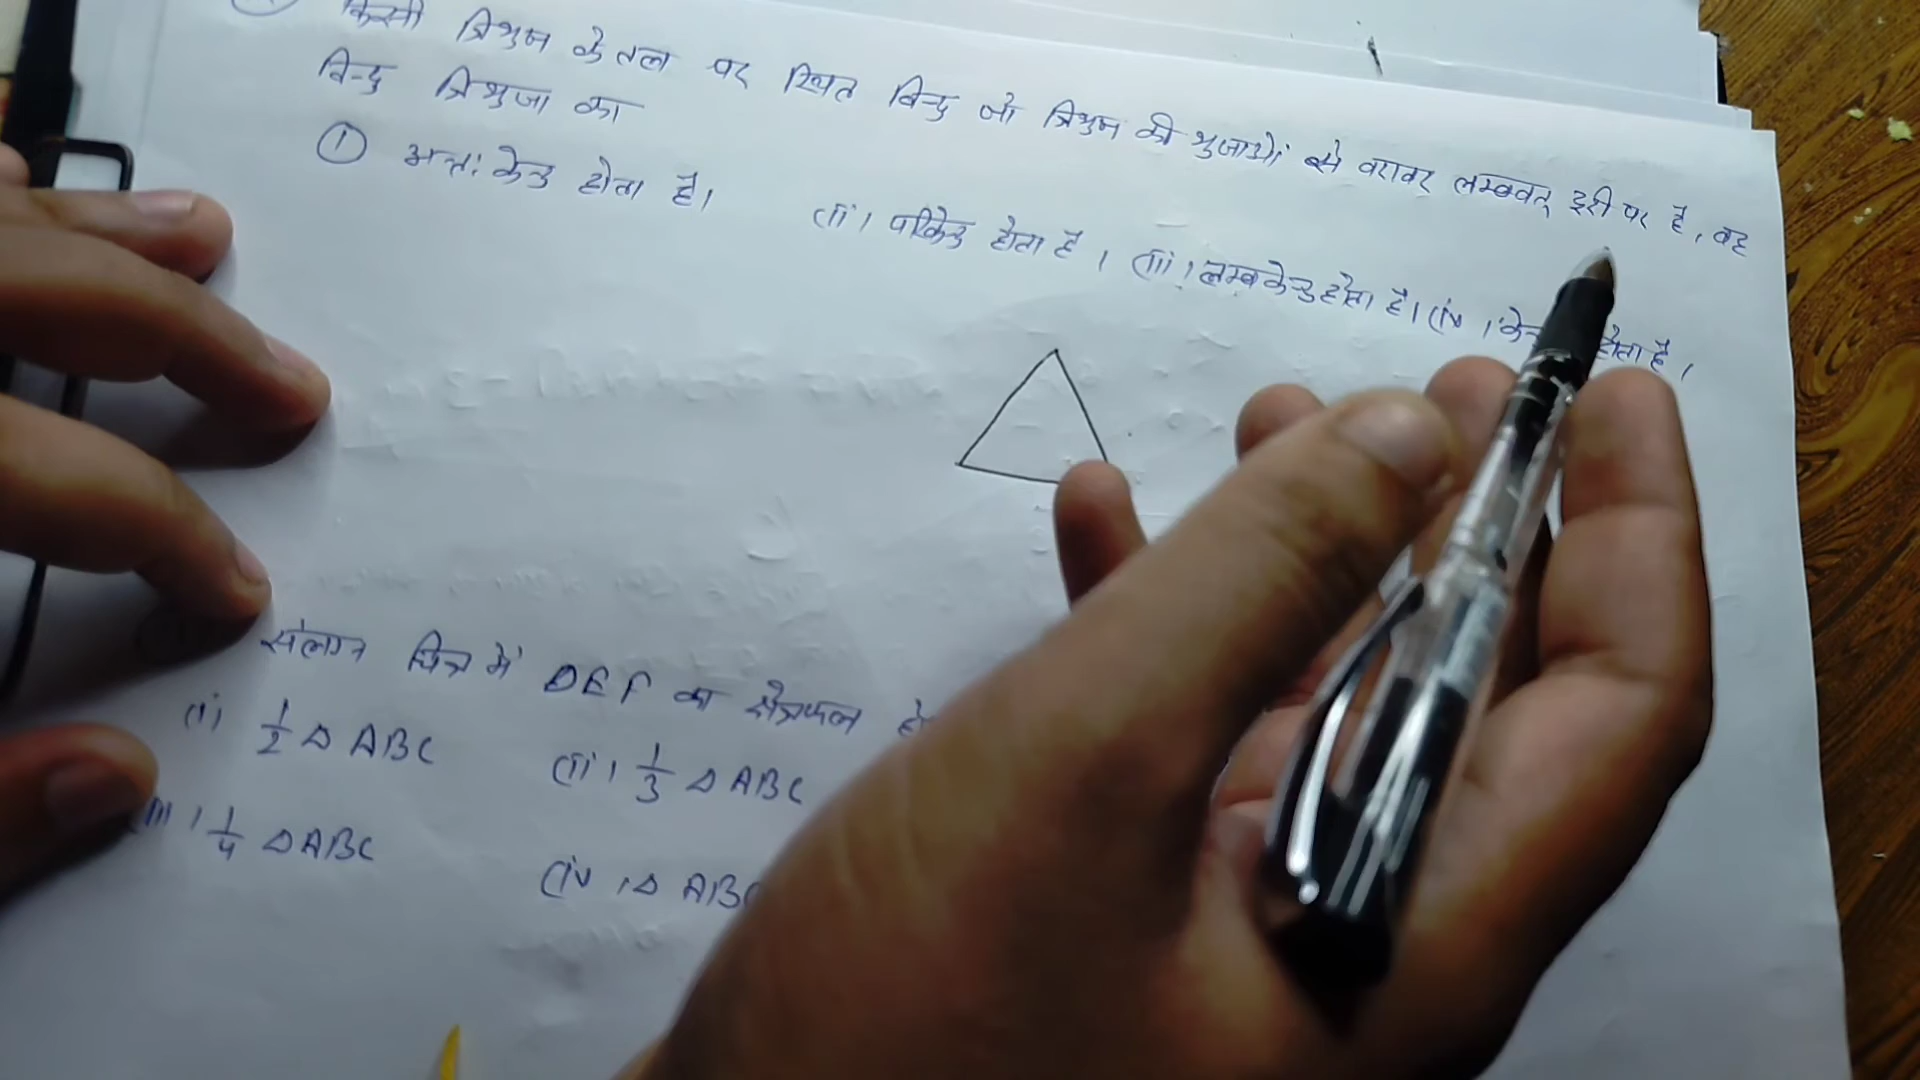 किसी त्रिभुज के तल पर स्थित बिन्दु जो त्रिभुज की भुजाओं से बराबर लम्बवत् दूरी पर है, वह
बिन्दु त्रिभुजा का
① अन्तः केन्द्र होता है। (ii) परिकेन्द्र होता है। (iii) लम्बकेन्द्र होता है। (iv) होता है।
संलग्न चित्र में DEF का क्षेत्रफल
(i) 1/2 Δ ABC (ii) 1/3 Δ ABC
(iii) 1/4 Δ ABC (iv) Δ ABC